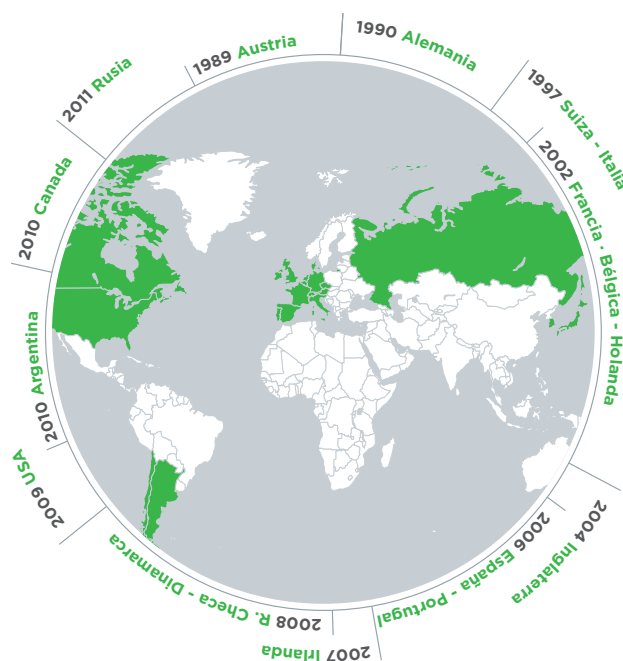 1989 Austria
1990 Alemania
1997 Suiza - Italia
2002 Francia · Bélgica - Holanda
2004 Inglaterra
2006 España - Portugal
2007 Irlanda
2008 R. Checa - Dinamarca
2009 USA
2010 Argentina
2010 Canada
2011 Rusia